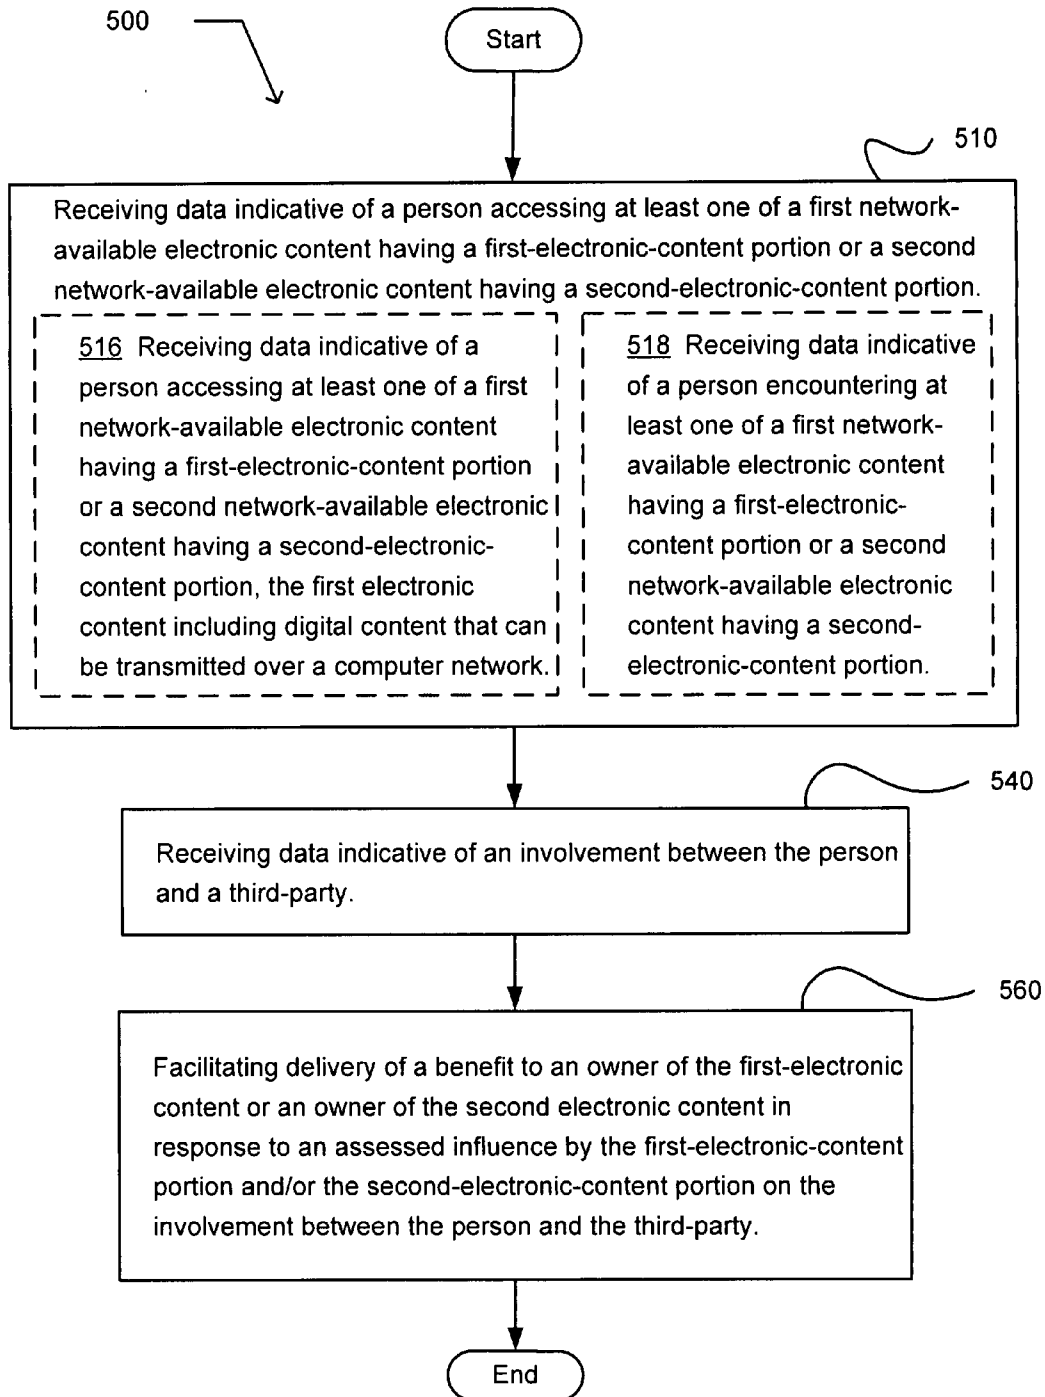 500
Start
510
Receiving data indicative of a person accessing at least one of a first network-
available electronic content having a first-electronic-content portion or a second
network-available electronic content having a second-electronic-content portion.
516 Receiving data indicative of a
person accessing at least one of a first
network-available electronic content
having a first-electronic-content portion
or a second network-available electronic
content having a second-electronic-
content portion, the first electronic
content including digital content that can
be transmitted over a computer network.
518 Receiving data indicative
of a person encountering at
least one of a first network-
available electronic content
having a first-electronic-
content portion or a second
network-available electronic
content having a second-
electronic-content portion.
540
Receiving data indicative of an involvement between the person
and a third-party.
560
Facilitating delivery of a benefit to an owner of the first-electronic
content or an owner of the second electronic content in
response to an assessed influence by the first-electronic-content
portion and/or the second-electronic-content portion on the
involvement between the person and the third-party.
End